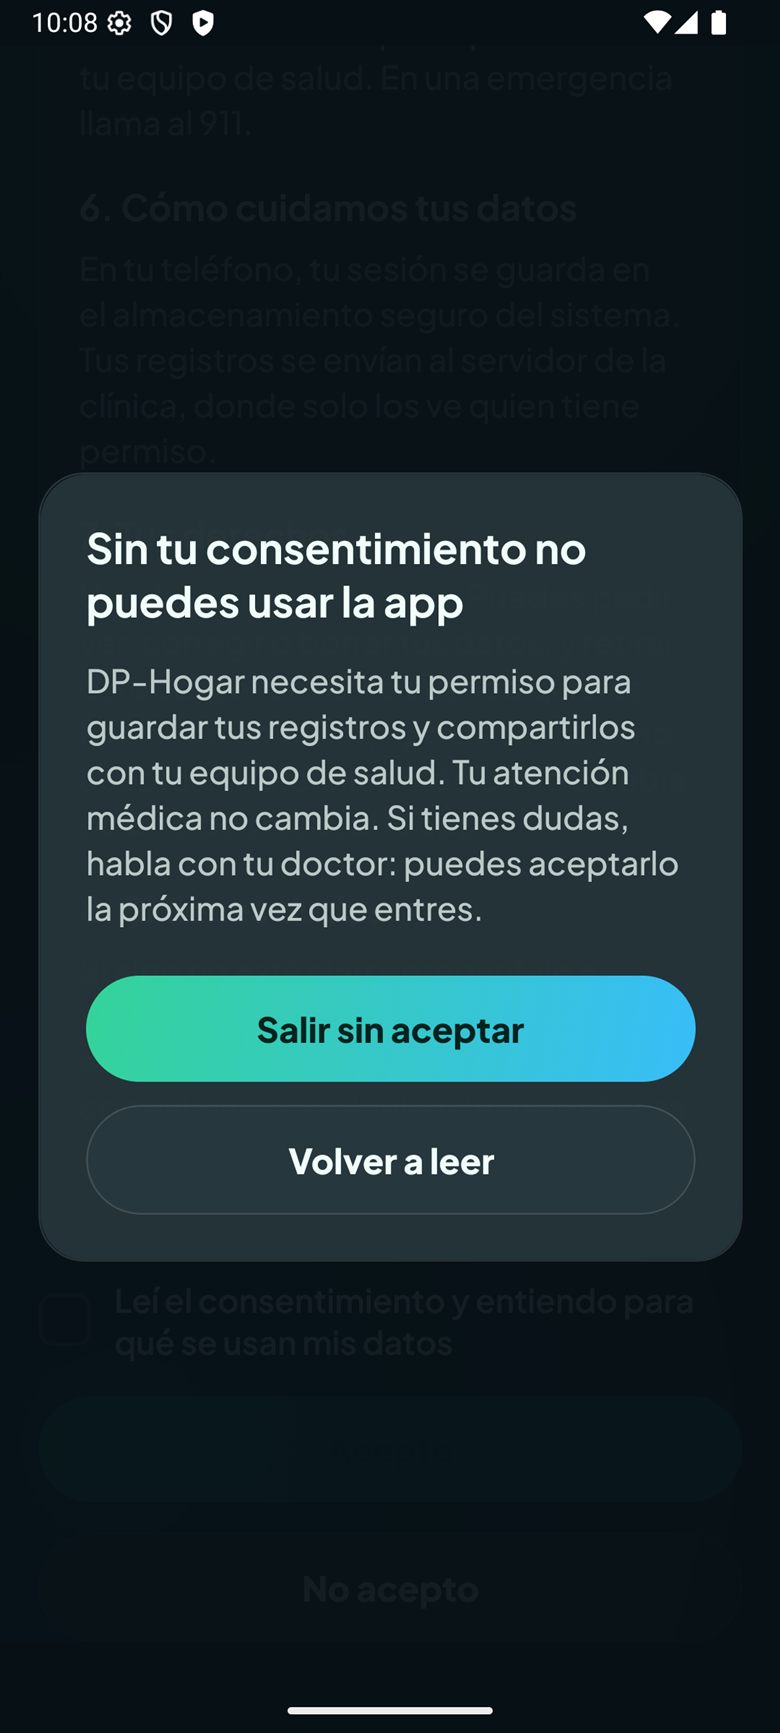 10:08
tu equipo de salud. En una emergencia
llama al 911.
6. Cómo cuidamos tus datos
En tu teléfono, tu sesión se guarda en
el almacenamiento seguro del sistema.
Tus registros se envían al servidor de la
clínica, donde solo los ve quien tiene
permiso.
Sin tu consentimiento no
puedes usar la app
DP-Hogar necesita tu permiso para
guardar tus registros y compartirlos
con tu equipo de salud. Tu atención
médica no cambia. Si tienes dudas,
habla con tu doctor: puedes aceptarlo
la próxima vez que entres.
Salir sin aceptar
Volver a leer
Leí el consentimiento y entiendo para
qué se usan mis datos
Acepto
No acepto